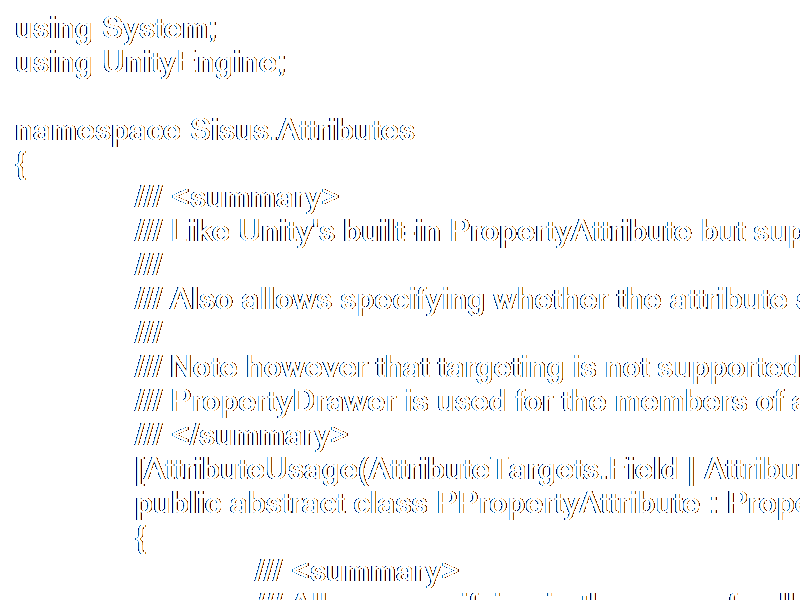 using System;
using UnityEngine;

namespace Sisus.Attributes
{
/// <summary>
/// Like Unity's built-in PropertyAttribute but sup
///
/// Also allows specifying whether the attribute s
///
/// Note however that targeting is not supported
/// PropertyDrawer is used for the members of a
/// </summary>
[AttributeUsage(AttributeTargets.Field | Attribu
public abstract class PPropertyAttribute : Prope
{
/// <summary>